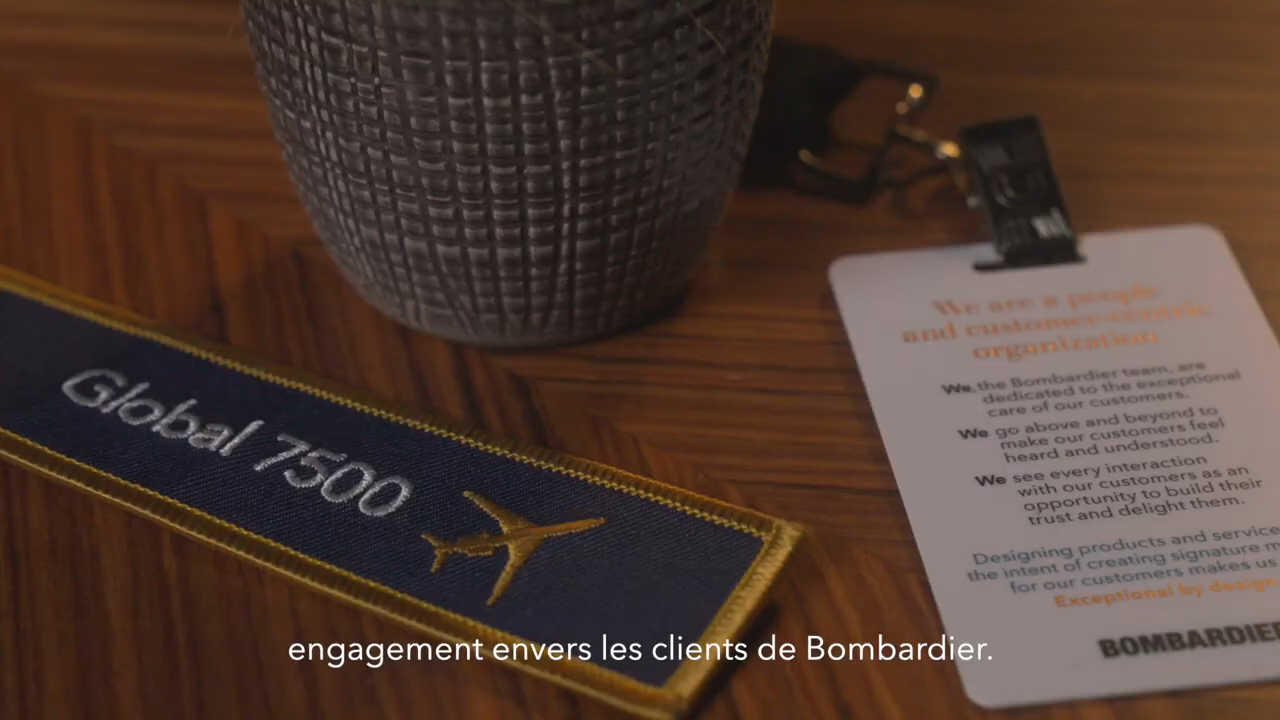 Global 7500
We are a people
and customer-centric
organization
We, the Bombardier team, are
dedicated to the exceptional
care of our customers.
We go above and beyond to
make our customers feel
heard and understood.
We see every interaction
with our customers as an
opportunity to build their
trust and delight them.
Designing products and service
the intent of creating signature
for our customers makes us
Exceptional by design
BOMBARDIER
engagement envers les clients de Bombardier.